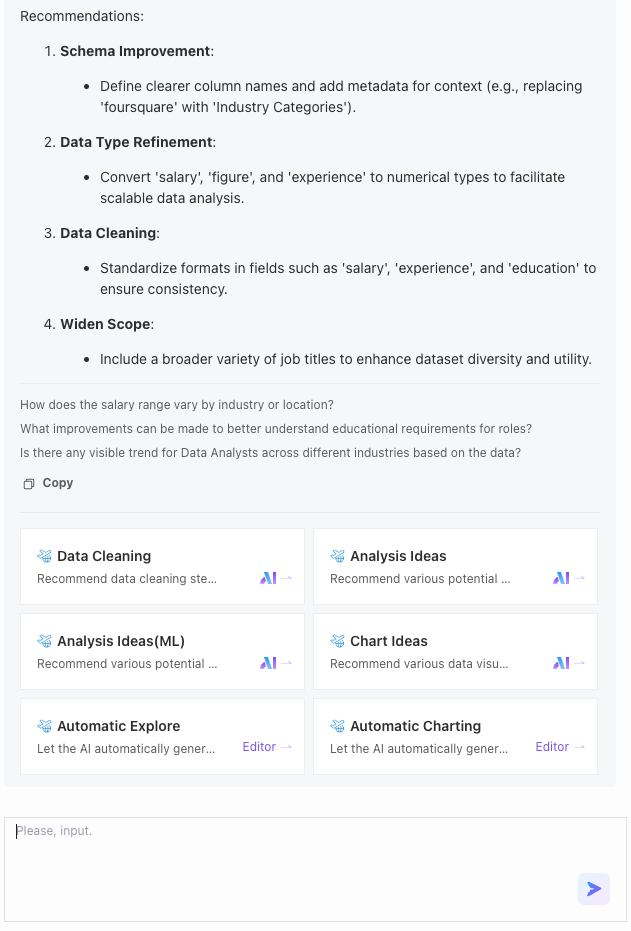 Recommendations:
1. Schema Improvement:
• Define clearer column names and add metadata for context (e.g., replacing
'foursquare' with 'Industry Categories').
2. Data Type Refinement:
• Convert 'salary', 'figure', and 'experience' to numerical types to facilitate
scalable data analysis.
3. Data Cleaning:
• Standardize formats in fields such as 'salary', 'experience', and 'education' to
ensure consistency.
4. Widen Scope:
• Include a broader variety of job titles to enhance dataset diversity and utility.
How does the salary range vary by industry or location?
What improvements can be made to better understand educational requirements for roles?
Is there any visible trend for Data Analysts across different industries based on the data?
Copy
Data Cleaning
Recommend data cleaning ste...
AI
Analysis Ideas
Recommend various potential ...
AI
Analysis Ideas(ML)
Recommend various potential ...
AI
Chart Ideas
Recommend various data visu...
AI
Automatic Explore
Let the AI automatically gener...
Editor
Automatic Charting
Let the AI automatically gener...
Editor
Please, input.